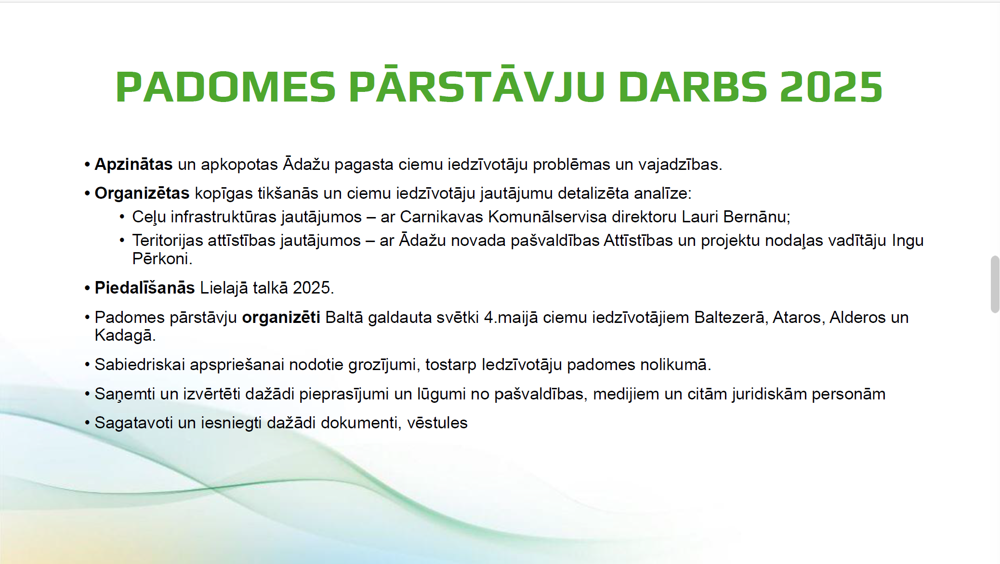 PADOMES PĀRSTĀVJU DARBS 2025
• Apzinātas un apkopotas Ādažu pagasta ciemu iedzīvotāju problēmas un vajadzības.
• Organizētas kopīgas tikšanās un ciemu iedzīvotāju jautājumu detalizēta analīze:
• Ceļu infrastruktūras jautājumos – ar Carnikavas Komunālservisa direktoru Lauri Bernānu;
• Teritorijas attīstības jautājumos – ar Ādažu novada pašvaldības Attīstības un projektu nodaļas vadītāju Ingu
Pērkoni.
• Piedalīšanās Lielajā talkā 2025.
• Padomes pārstāvju organizēti Baltā galdauta svētki 4.maijā ciemu iedzīvotājiem Baltezerā, Ataros, Alderos un
Kadagā.
• Sabiedriskai apspriešanai nodotie grozījumi, tostarp Iedzīvotāju padomes nolikumā.
• Saņemti un izvērtēti dažādi pieprasījumi un lūgumi no pašvaldības, medijiem un citām juridiskām personām
• Sagatavoti un iesniegti dažādi dokumenti, vēstules